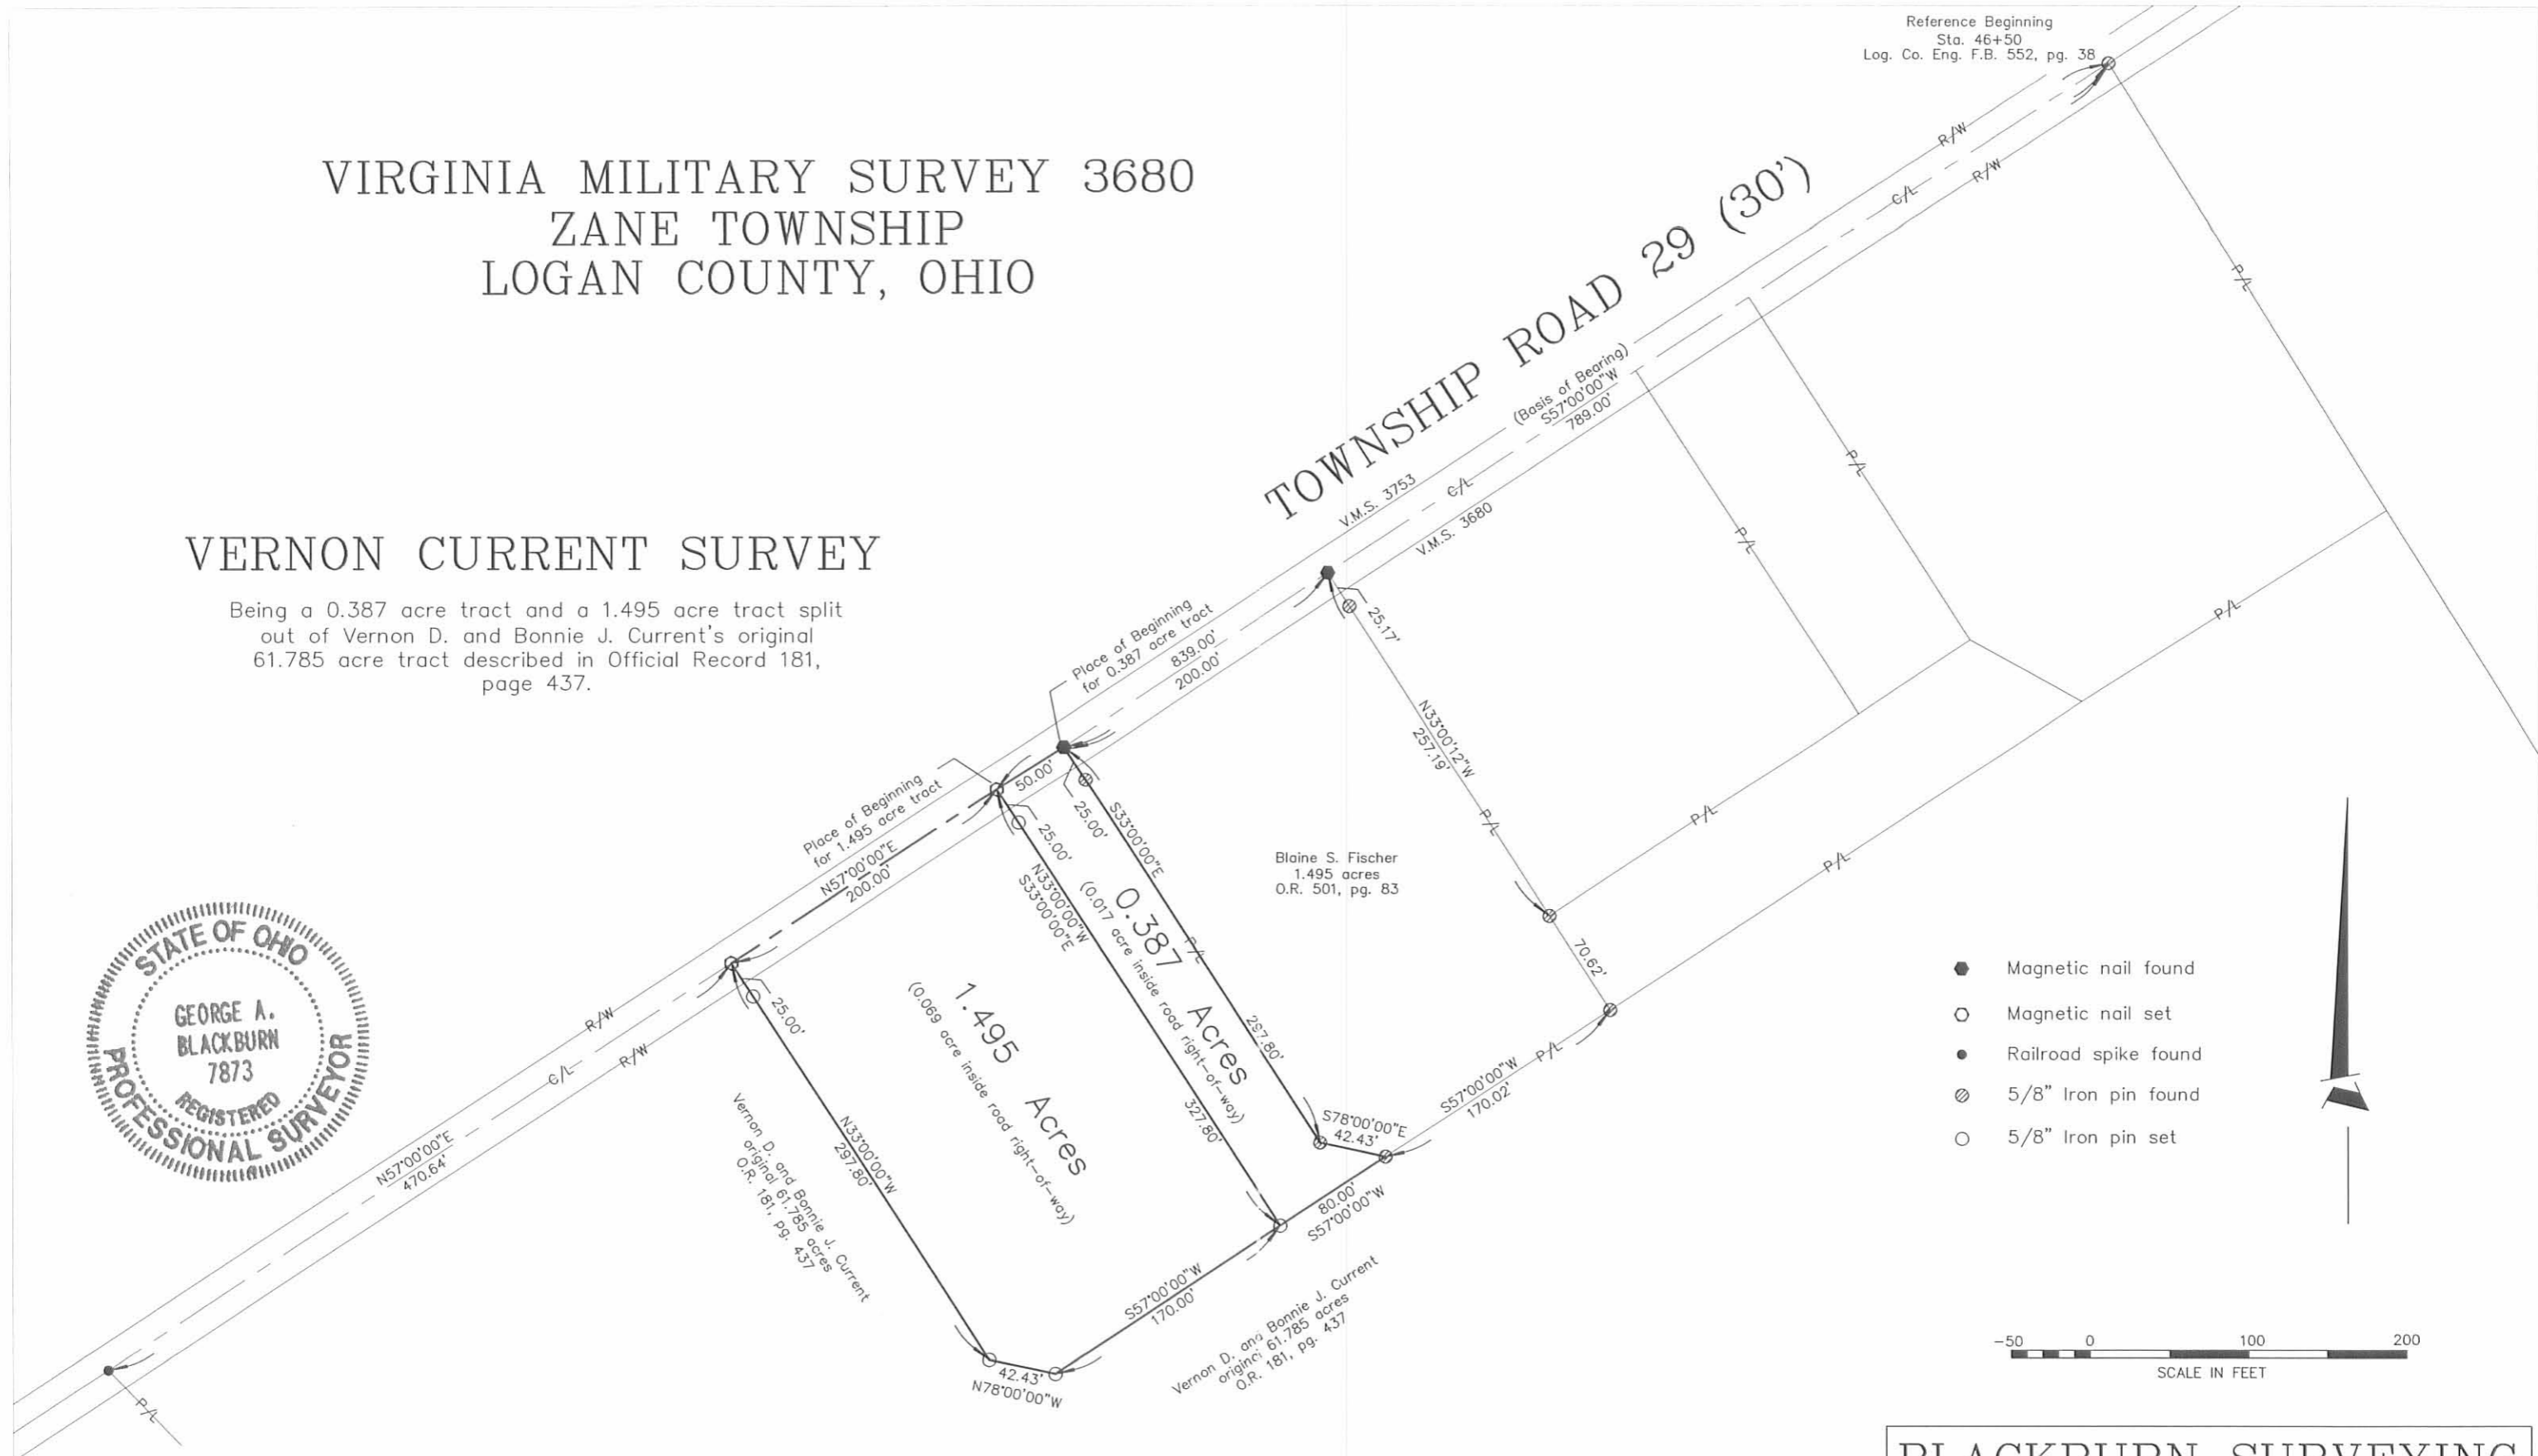 Reference Beginning
Sta. 46+50
Log. Co. Eng. F.B. 552, pg. 38
VIRGINIA MILITARY SURVEY 3680
ZANE TOWNSHIP
LOGAN COUNTY, OHIO
R/W
C/L
R/W
P/L
TOWNSHIP ROAD 29 (30')
(Basis of Bearing)
S57°00'00"W
789.00'
P/L
P/L
V.M.S. 3753
C/L
V.M.S. 3680
P/L
VERNON CURRENT SURVEY
Being a 0.387 acre tract and a 1.495 acre tract split
out of Vernon D. and Bonnie J. Current's original
61.785 acre tract described in Official Record 181,
page 437.
Place of Beginning
for 0.387 acre tract
839.00'
200.00'
25.17'
N33°00'12"W
257.19'
P/L
P/L
P/L
Place of Beginning
for 1.495 acre tract
50.00'
25.00'
25.00'
S33°00'00"E
N57°00'00"E
200.00'
N33°00'00"W
S33°00'00"E
0.387 Acres
(0.017 acre inside road right-of-way)
P/L
297.80'
Blaine S. Fischer
1.495 acres
O.R. 501, pg. 83
70.62'
STATE OF OHIO
GEORGE A.
BLACKBURN
7873
REGISTERED
PROFESSIONAL SURVEYOR
R/W
C/L
R/W
25.00'
1.495 Acres
(0.069 acre inside road right-of-way)
327.80'
S78°00'00"E
42.43'
S57°00'00"W
170.02'
P/L
Magnetic nail found
Magnetic nail set
Railroad spike found
5/8" Iron pin found
5/8" Iron pin set
N57°00'00"E
470.64'
Vernon D. and Bonnie J. Current
original 61.785 acres
O.R. 181, pg. 437
N33°00'00"W
297.80'
80.00'
S57°00'00"W
S57°00'00"W
170.00'
Vernon D. and Bonnie J. Current
original 61.785 acres
O.R. 181, pg. 437
42.43'
N78°00'00"W
P/L
-50 0 100 200
SCALE IN FEET
BLACKBURN SURVEYING